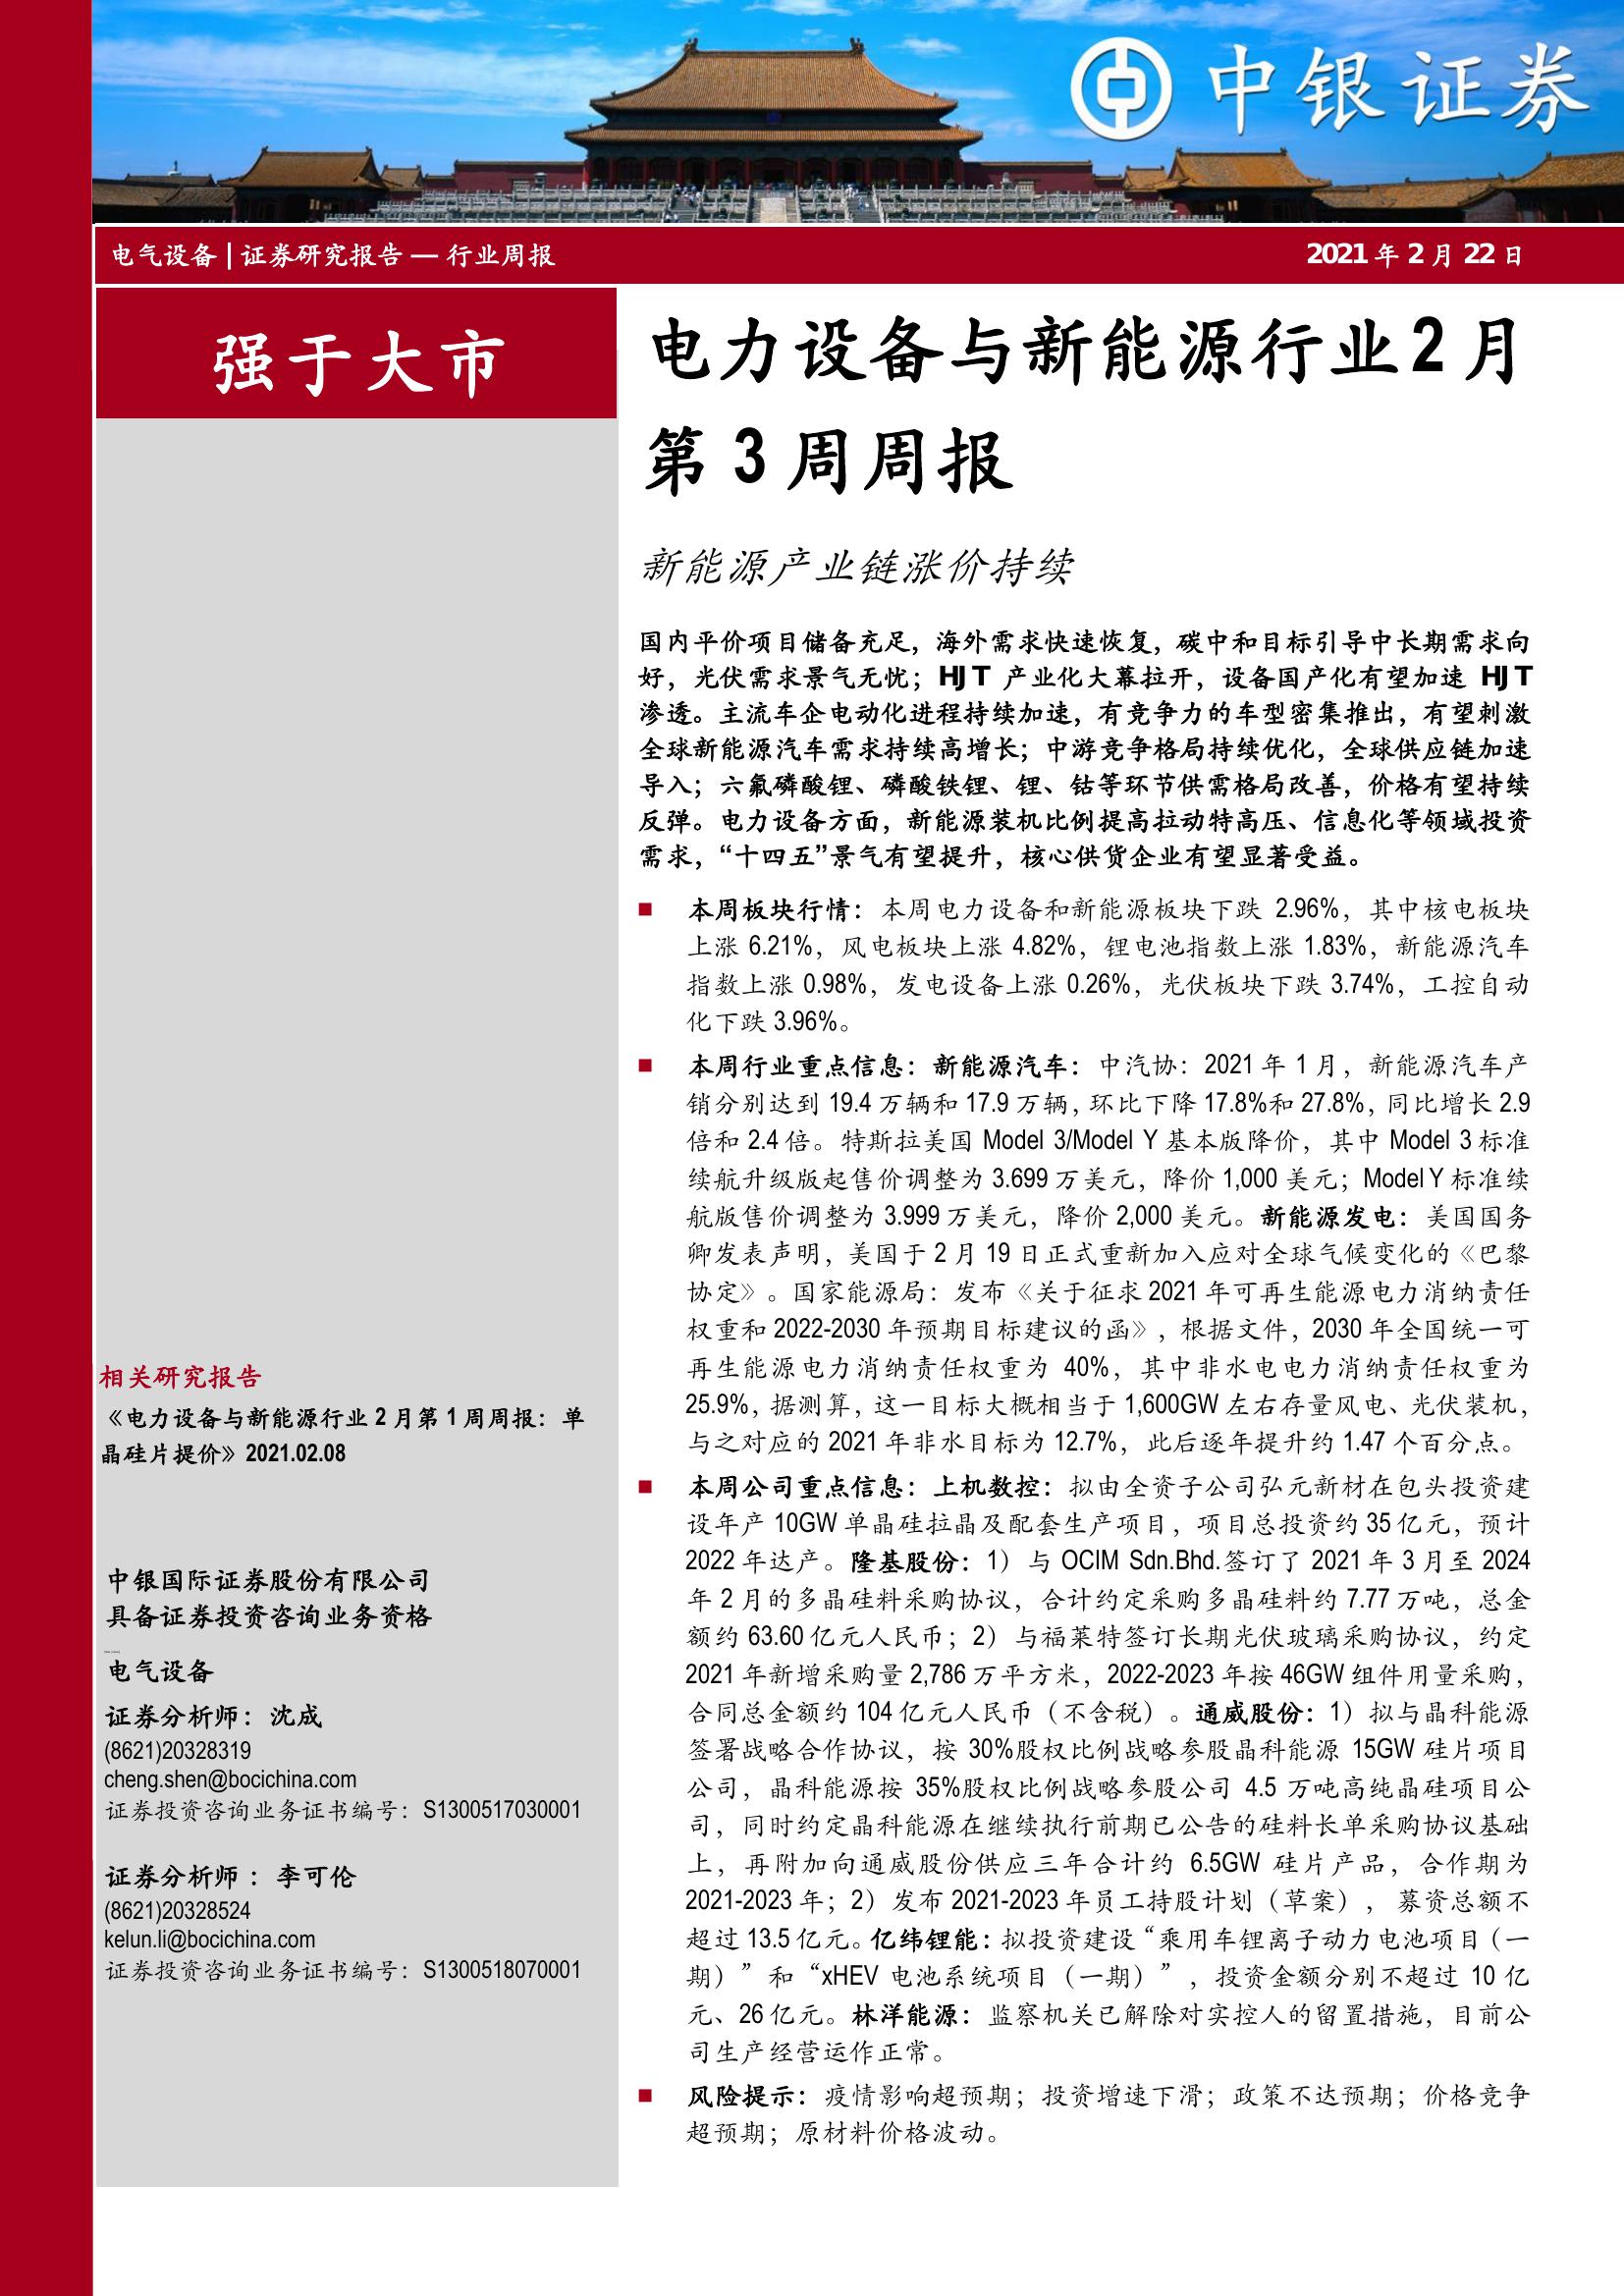 中银证券
电气设备 | 证券研究报告 — 行业周报
2021 年 2 月 22 日
强于大市
电力设备与新能源行业2 月
第 3 周周报
新能源产业链涨价持续
国内平价项目储备充足，海外需求快速恢复，碳中和目标引导中长期需求向
好，光伏需求景气无忧；HJT 产业化大幕拉开，设备国产化有望加速 HJT
渗透。主流车企电动化进程持续加速，有竞争力的车型密集推出，有望刺激
全球新能源汽车需求持续高增长；中游竞争格局持续优化，全球供应链加速
导入；六氟磷酸锂、磷酸铁锂、锂、钴等环节供需格局改善，价格有望持续
反弹。电力设备方面，新能源装机比例提高拉动特高压、信息化等领域投资
需求，“十四五”景气有望提升，核心供货企业有望显著受益。
■ 本周板块行情：本周电力设备和新能源板块下跌 2.96%，其中核电板块
上涨 6.21%，风电板块上涨 4.82%，锂电池指数上涨 1.83%，新能源汽车
指数上涨 0.98%，发电设备上涨 0.26%，光伏板块下跌 3.74%，工控自动
化下跌 3.96%。
■ 本周行业重点信息：新能源汽车：中汽协：2021 年 1 月，新能源汽车产
销分别达到 19.4 万辆和 17.9 万辆，环比下降 17.8%和 27.8%，同比增长 2.9
倍和 2.4 倍。特斯拉美国 Model 3/Model Y 基本版降价，其中 Model 3 标准
续航升级版起售价调整为 3.699 万美元，降价 1,000 美元；Model Y 标准续
航版售价调整为 3.999 万美元，降价 2,000 美元。新能源发电：美国国务
卿发表声明，美国于 2 月 19 日正式重新加入应对全球气候变化的《巴黎
协定》。国家能源局：发布《关于征求 2021 年可再生能源电力消纳责任
权重和 2022-2030 年预期目标建议的函》，根据文件，2030 年全国统一可
再生能源电力消纳责任权重为 40%，其中非水电电力消纳责任权重为
25.9%，据测算，这一目标大概相当于 1,600GW 左右存量风电、光伏装机，
与之对应的 2021 年非水目标为 12.7%，此后逐年提升约 1.47 个百分点。
■ 本周公司重点信息：上机数控：拟由全资子公司弘元新材在包头投资建
设年产 10GW 单晶硅拉晶及配套生产项目，项目总投资约 35 亿元，预计
2022 年达产。隆基股份：1）与 OCIM Sdn.Bhd.签订了 2021 年 3 月至 2024
年 2 月的多晶硅料采购协议，合计约定采购多晶硅料约 7.77 万吨，总金
额约 63.60 亿元人民币；2）与福莱特签订长期光伏玻璃采购协议，约定
2021 年新增采购量 2,786 万平方米，2022-2023 年按 46GW 组件用量采购，
合同总金额约 104 亿元人民币（不含税）。通威股份：1）拟与晶科能源
签署战略合作协议，按 30%股权比例战略参股晶科能源 15GW 硅片项目
公司，晶科能源按 35%股权比例战略参股公司 4.5 万吨高纯晶硅项目公
司，同时约定晶科能源在继续执行前期已公告的硅料长单采购协议基础
上，再附加向通威股份供应三年合计约 6.5GW 硅片产品，合作期为
2021-2023 年；2）发布 2021-2023 年员工持股计划（草案），募资总额不
超过 13.5 亿元。亿纬锂能：拟投资建设“乘用车锂离子动力电池项目（一
期）”和“xHEV 电池系统项目（一期）”，投资金额分别不超过 10 亿
元、26 亿元。林洋能源：监察机关已解除对实控人的留置措施，目前公
司生产经营运作正常。
■ 风险提示：疫情影响超预期；投资增速下滑；政策不达预期；价格竞争
超预期；原材料价格波动。
相关研究报告
《电力设备与新能源行业 2 月第 1 周周报：单
晶硅片提价》2021.02.08
中银国际证券股份有限公司
具备证券投资咨询业务资格
电气设备
证券分析师：沈成
(8621)20328319
cheng.shen@bocichina.com
证券投资咨询业务证书编号：S1300517030001
证券分析师 ：李可伦
(8621)20328524
kelun.li@bocichina.com
证券投资咨询业务证书编号：S1300518070001